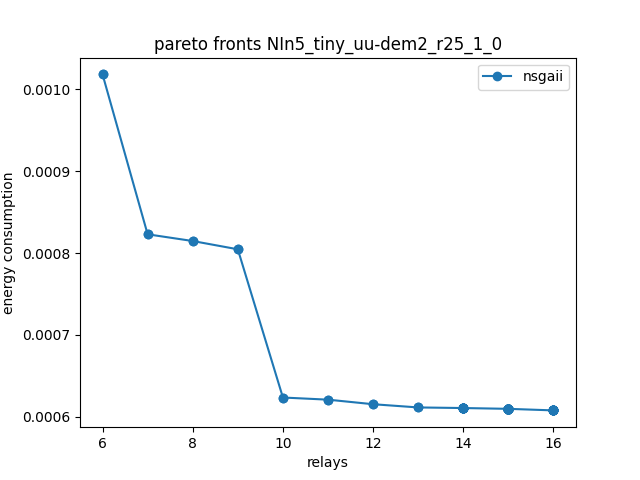 pareto fronts NIn5_tiny_uu-dem2_r25_1_0
nsgaii
energy consumption
0.0010
0.0009
0.0008
0.0007
0.0006
6 8 10 12 14 16
relays